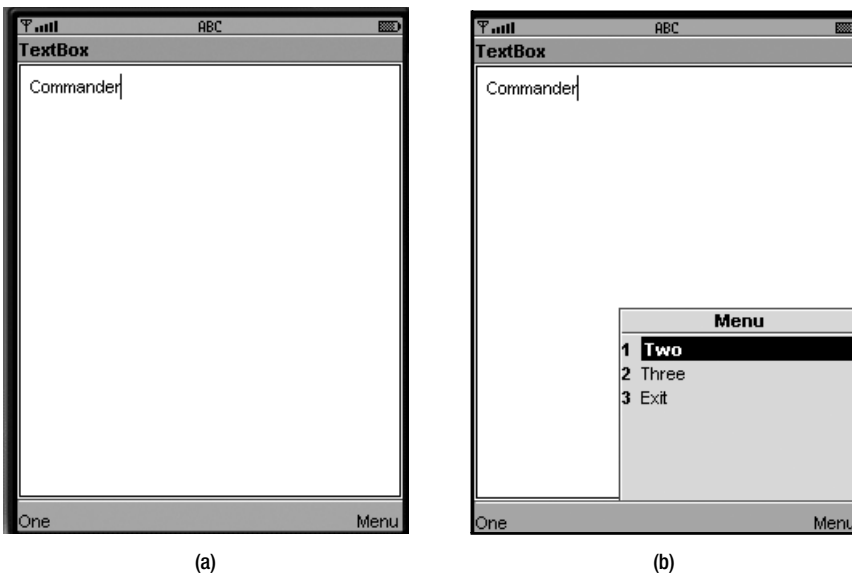 ABC
TextBox
Commander
One Menu
(a)
ABC
TextBox
Commander
Menu
1 Two
2 Three
3 Exit
One Menu
(b)